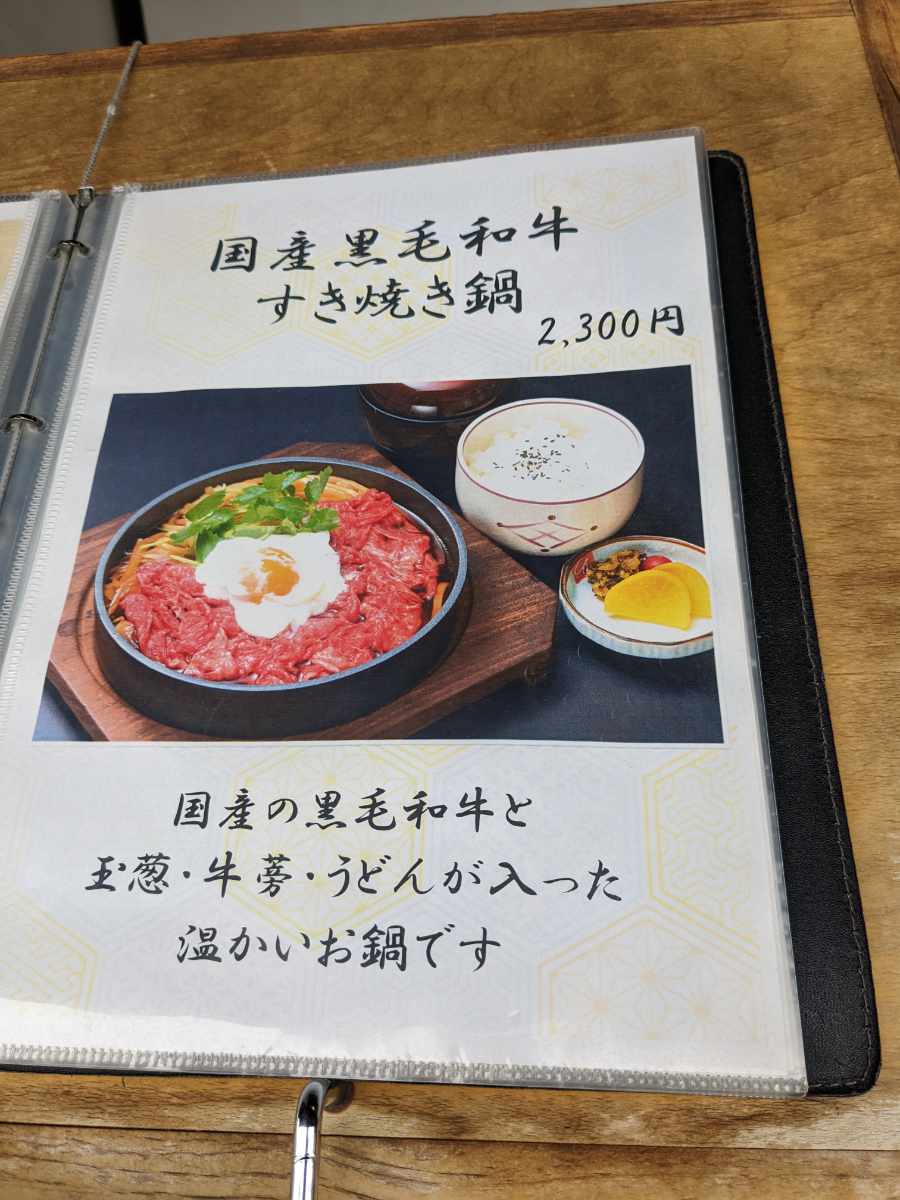 国産黒毛和牛
すき焼き鍋
2,300円
国産の黒毛和牛と
玉葱・牛蒡・うどんが入った
温かいお鍋です